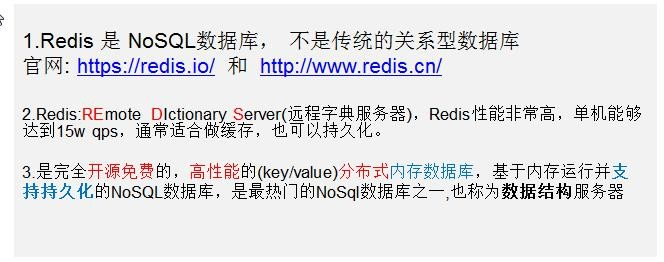 1.Redis 是 NoSQL数据库， 不是传统的关系型数据库
官网: https://redis.io/ 和 http://www.redis.cn/
2.Redis:REmote DIctionary Server(远程字典服务器)，Redis性能非常高，单机能够
达到15w qps，通常适合做缓存，也可以持久化。
3.是完全开源免费的，高性能的(key/value)分布式内存数据库，基于内存运行并支
持持久化的NoSQL数据库，是最热门的NoSql数据库之一,也称为数据结构服务器